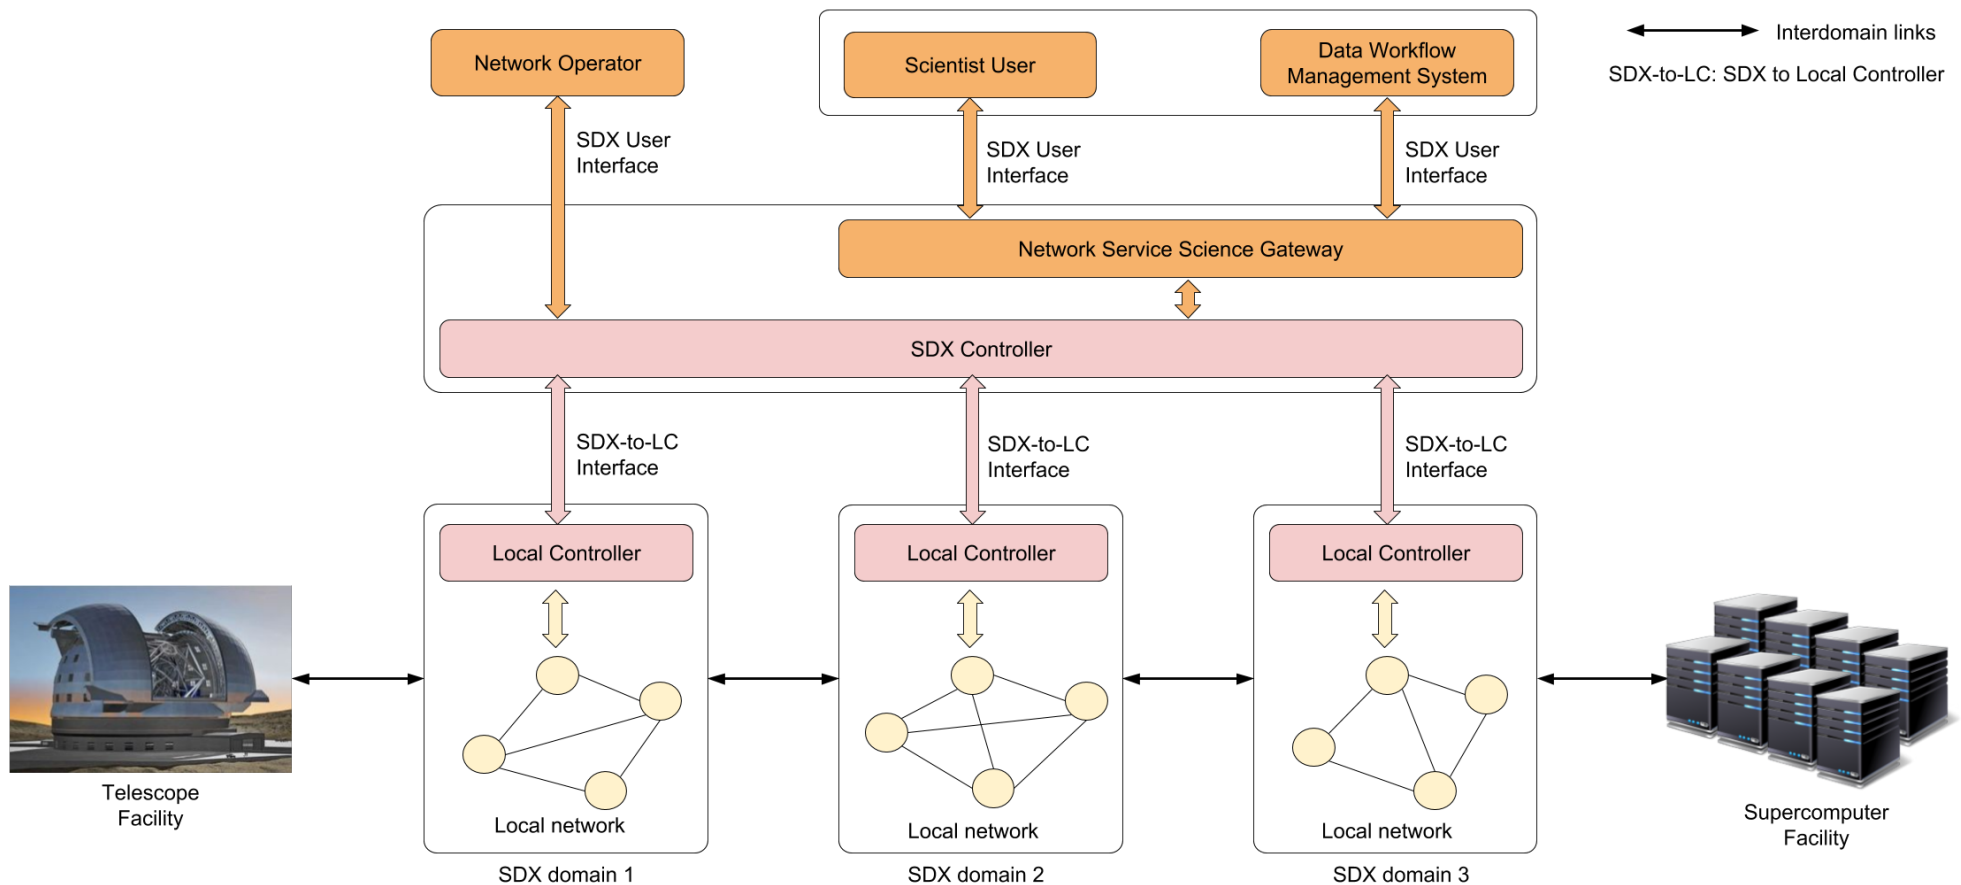 Network Operator
Scientist User
Data Workflow
Management System
Interdomain links
SDX-to-LC: SDX to Local Controller
SDX User
Interface
SDX User
Interface
SDX User
Interface
Network Service Science Gateway
SDX Controller
SDX-to-LC
Interface
SDX-to-LC
Interface
SDX-to-LC
Interface
Local Controller
Local Controller
Local Controller
Telescope
Facility
Local network
Local network
Local network
Supercomputer
Facility
SDX domain 1
SDX domain 2
SDX domain 3